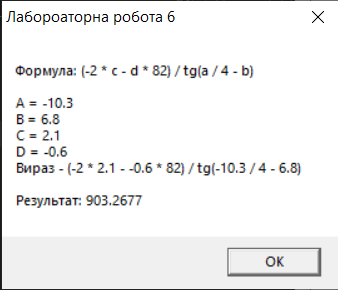 Лабороаторна робота 6
Формула: (-2 * c - d * 82) / tg(a / 4 - b)
A = -10.3
B = 6.8
C = 2.1
D = -0.6
Вираз - (-2 * 2.1 - -0.6 * 82) / tg(-10.3 / 4 - 6.8)
Результат: 903.2677
OK